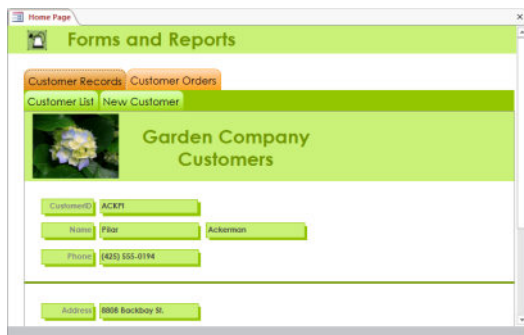 Home Page
Forms and Reports
Customer Records Customer Orders
Customer List New Customer
Garden Company
Customers
CustomerID ACKPI
Name Pilar Ackerman
Phone (425) 555-0194
Address 8808 Backbay St.